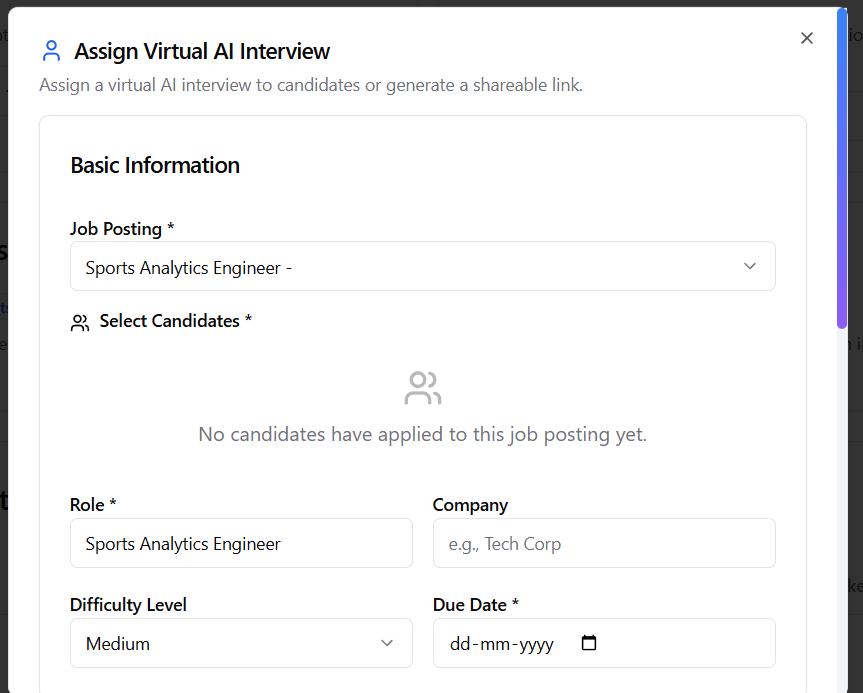 Assign Virtual AI Interview
Assign a virtual AI interview to candidates or generate a shareable link.
Basic Information
Job Posting *
Sports Analytics Engineer -
Select Candidates *
No candidates have applied to this job posting yet.
Role *
Company
Sports Analytics Engineer
e.g., Tech Corp
Difficulty Level
Due Date *
Medium
dd-mm-yyyy